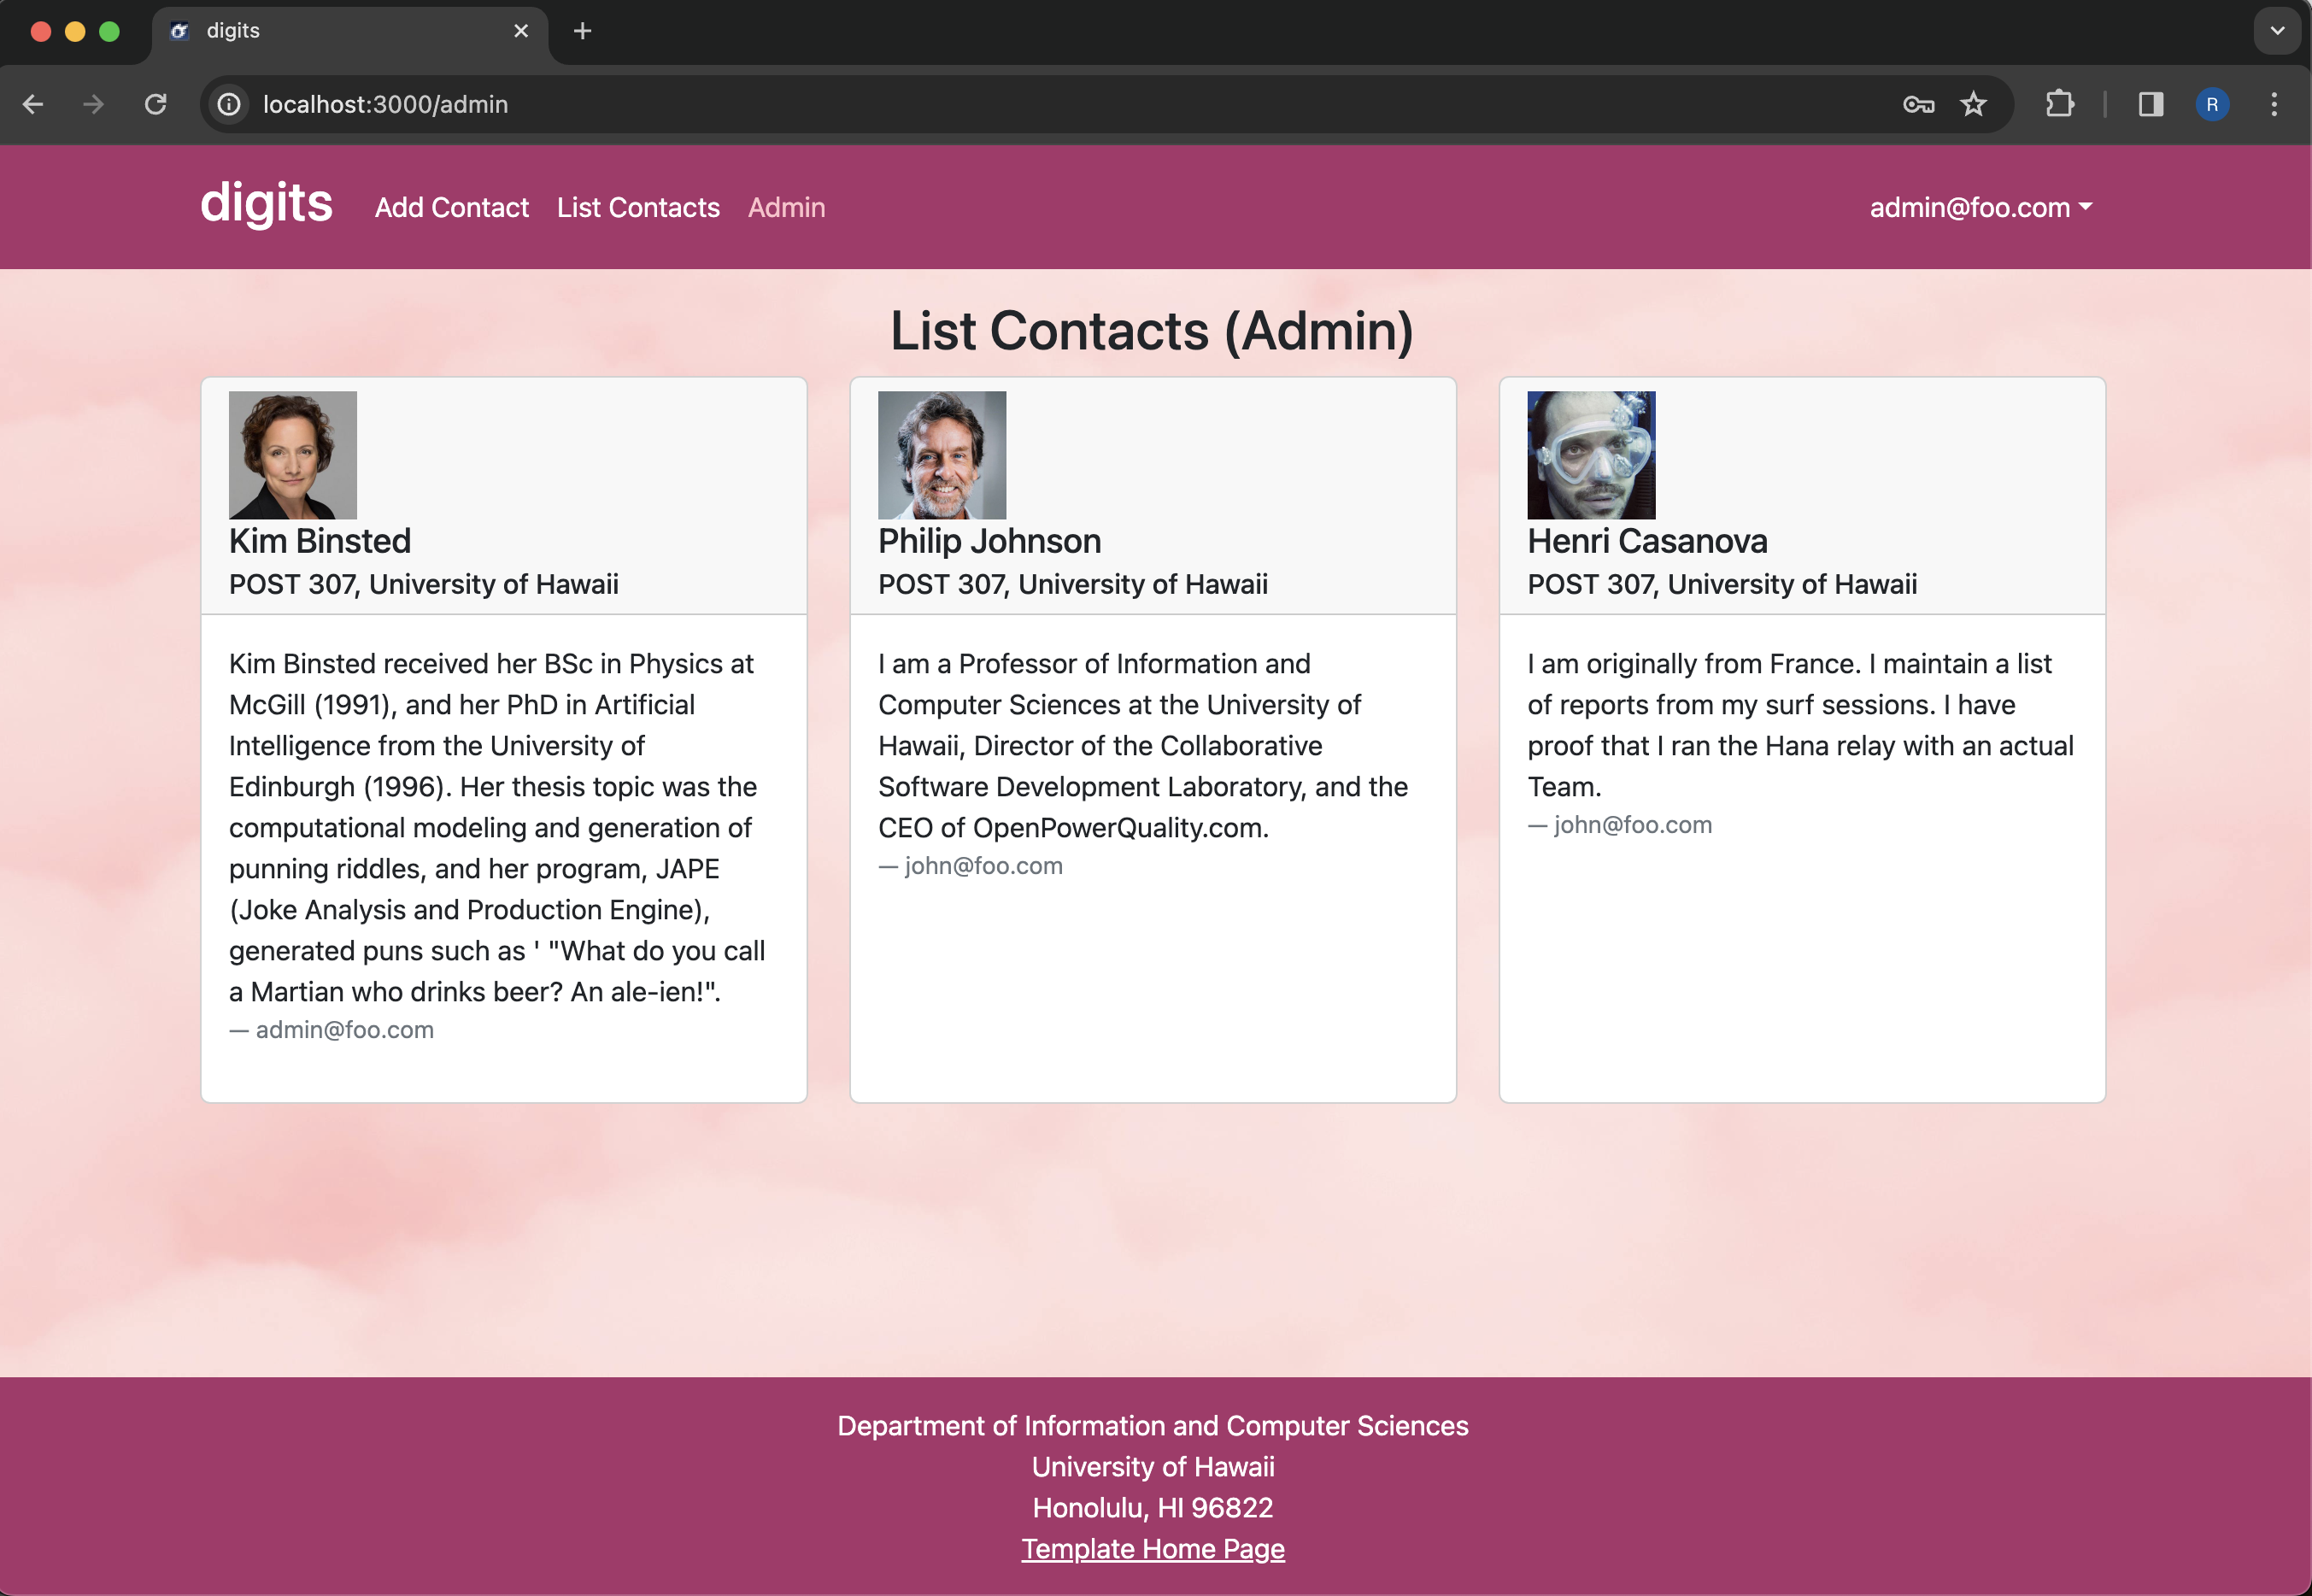 digits
localhost:3000/admin
R
digits Add Contact List Contacts Admin admin@foo.com
List Contacts (Admin)
Kim Binsted
POST 307, University of Hawaii
Kim Binsted received her BSc in Physics at
McGill (1991), and her PhD in Artificial
Intelligence from the University of
Edinburgh (1996). Her thesis topic was the
computational modeling and generation of
punning riddles, and her program, JAPE
(Joke Analysis and Production Engine),
generated puns such as ' "What do you call
a Martian who drinks beer? An ale-ien!".
— admin@foo.com
Philip Johnson
POST 307, University of Hawaii
I am a Professor of Information and
Computer Sciences at the University of
Hawaii, Director of the Collaborative
Software Development Laboratory, and the
CEO of OpenPowerQuality.com.
— john@foo.com
Henri Casanova
POST 307, University of Hawaii
I am originally from France. I maintain a list
of reports from my surf sessions. I have
proof that I ran the Hana relay with an actual
Team.
— john@foo.com
Department of Information and Computer Sciences
University of Hawaii
Honolulu, HI 96822
Template Home Page